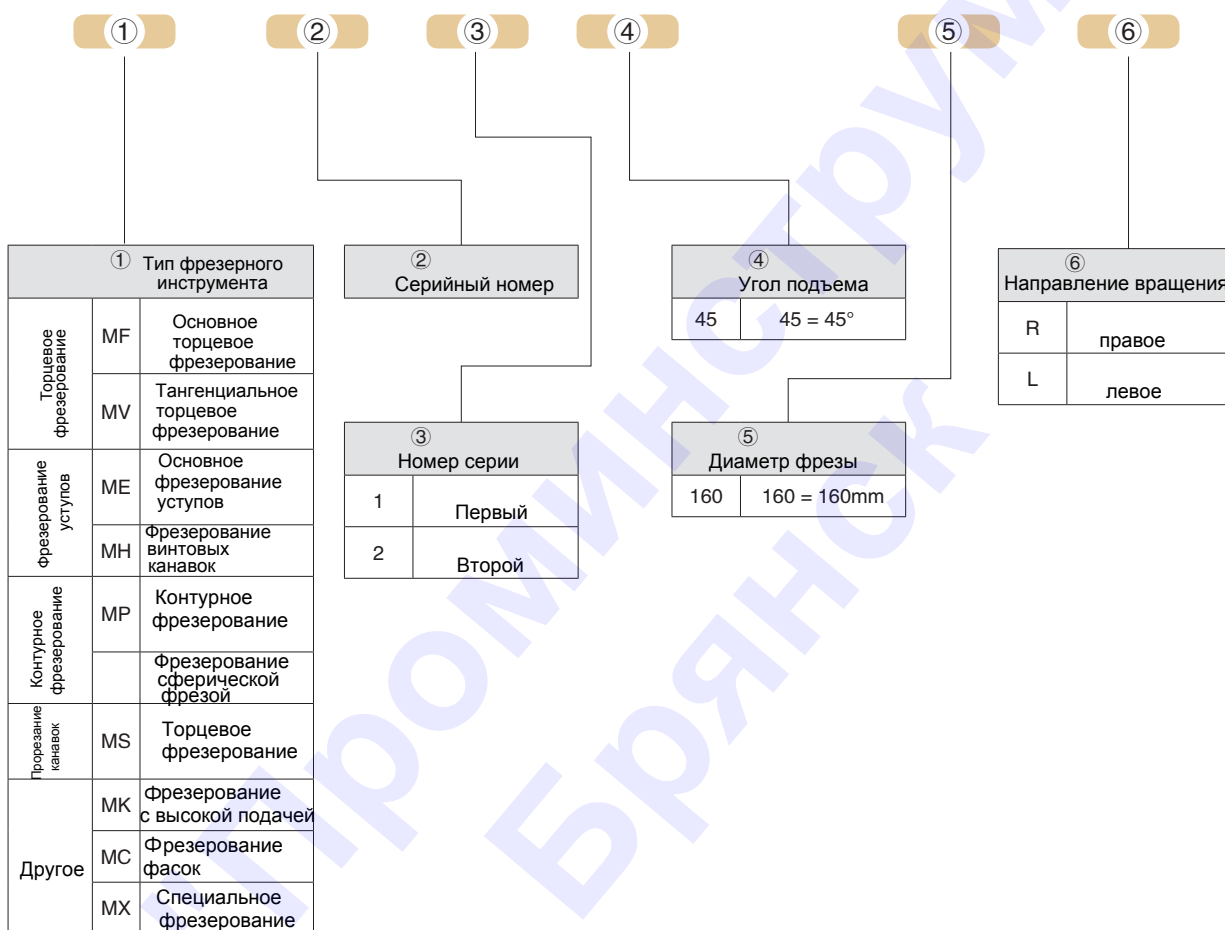 ① ② ③ ④ ⑤ ⑥
① Тип фрезерного
инструмента
Торцевое
фрезерование
MF
Основное
торцевое
фрезерование
MV
Тангенциальное
торцевое
фрезерование
Фрезерование
уступов
ME
Основное
фрезерование
уступов
MH
Фрезерование
винтовых
канавок
Контурное
фрезерование
MP
Контурное
фрезерование
Фрезерование
сферической
фрезой
Прорезание
канавок
MS
Торцевое
фрезерование
Другое
MK
Фрезерование
с высокой подачей
MC
Фрезерование
фасок
MX
Специальное
фрезерование
②
Серийный номер
③
Номер серии
1 Первый
2 Второй
④
Угол подъема
45 45 = 45°
⑤
Диаметр фрезы
160 160 = 160mm
⑥
Направление вращения
R правое
L левое
Брянск